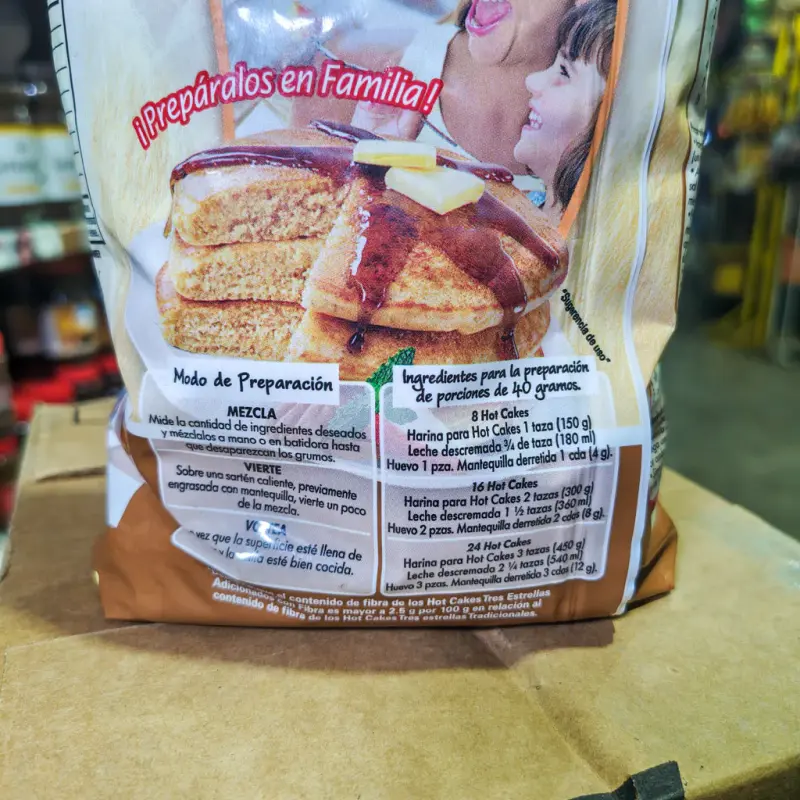 ¡Prepáralos en Familia!
"Sugerencia de uso"
Modo de Preparación
MEZCLA
Mide la cantidad de ingredientes deseados
y mézclalos a mano o en batidora hasta
que desaparezcan los grumos.
VIERTE
Sobre una sartén caliente, previamente
engrasada con mantequilla, vierte un poco
de la mezcla.
vez que la superficie esté llena de
esté bien cocida.
Ingredientes para la preparación
de porciones de 40 gramos.
8 Hot Cakes
Harina para Hot Cakes 1 taza (150 g)
Leche descremada ¾ de taza (180 ml)
Huevo 1 pza. Mantequilla derretida 1 cda (4 g).
16 Hot Cakes
Harina para Hot Cakes 2 tazas (300 g)
Leche descremada 1 ½ tazas (360 ml)
Huevo 2 pzas. Mantequilla derretida 2 cdas (8 g).
24 Hot Cakes
Harina para Hot Cakes 3 tazas (450 g)
Leche descremada 2 ¼ tazas (540 ml)
Huevo 3 pzas. Mantequilla derretida 3 cdas (12 g).
el contenido de fibra de los Hot Cakes Tres Estrellas
Adicionados con Fibra es mayor a 2.5 g por 100 g en relación al
contenido de fibra de los Hot Cakes Tres estrellas Tradicionales.